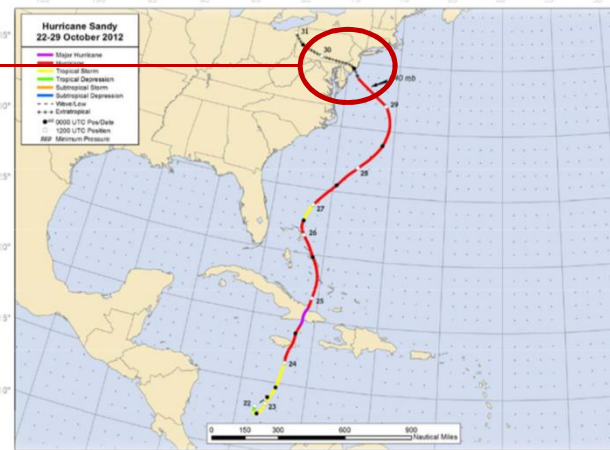 Hurricane Sandy
22-29 October 2012
Major Hurricane
Tropical Storm
Tropical Depression
Subtropical Storm
Subtropical Depression
Wave/Low
Extratropical
0000 UTC Pos/Date
1200 UTC Position
Minimum Pressure
31
30
mb
29
28
27
26
25
24
22
23
0 150 300 600 900
Nautical Miles